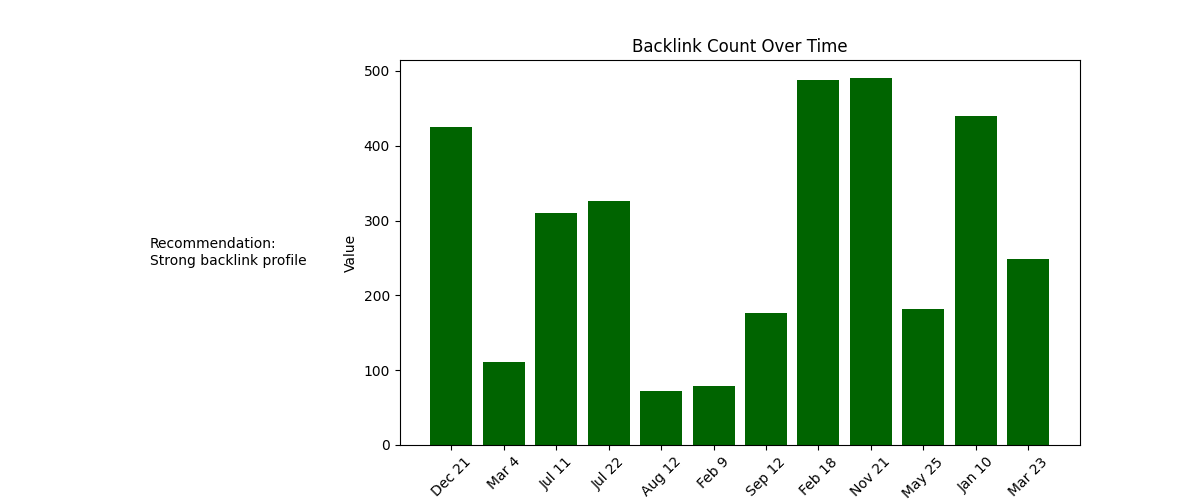 Backlink Count Over Time
Recommendation:
Strong backlink profile
Value
500
400
300
200
100
0
Dec 21
Mar 4
Jul 11
Jul 22
Aug 12
Feb 9
Sep 12
Feb 18
Nov 21
May 25
Jan 10
Mar 23